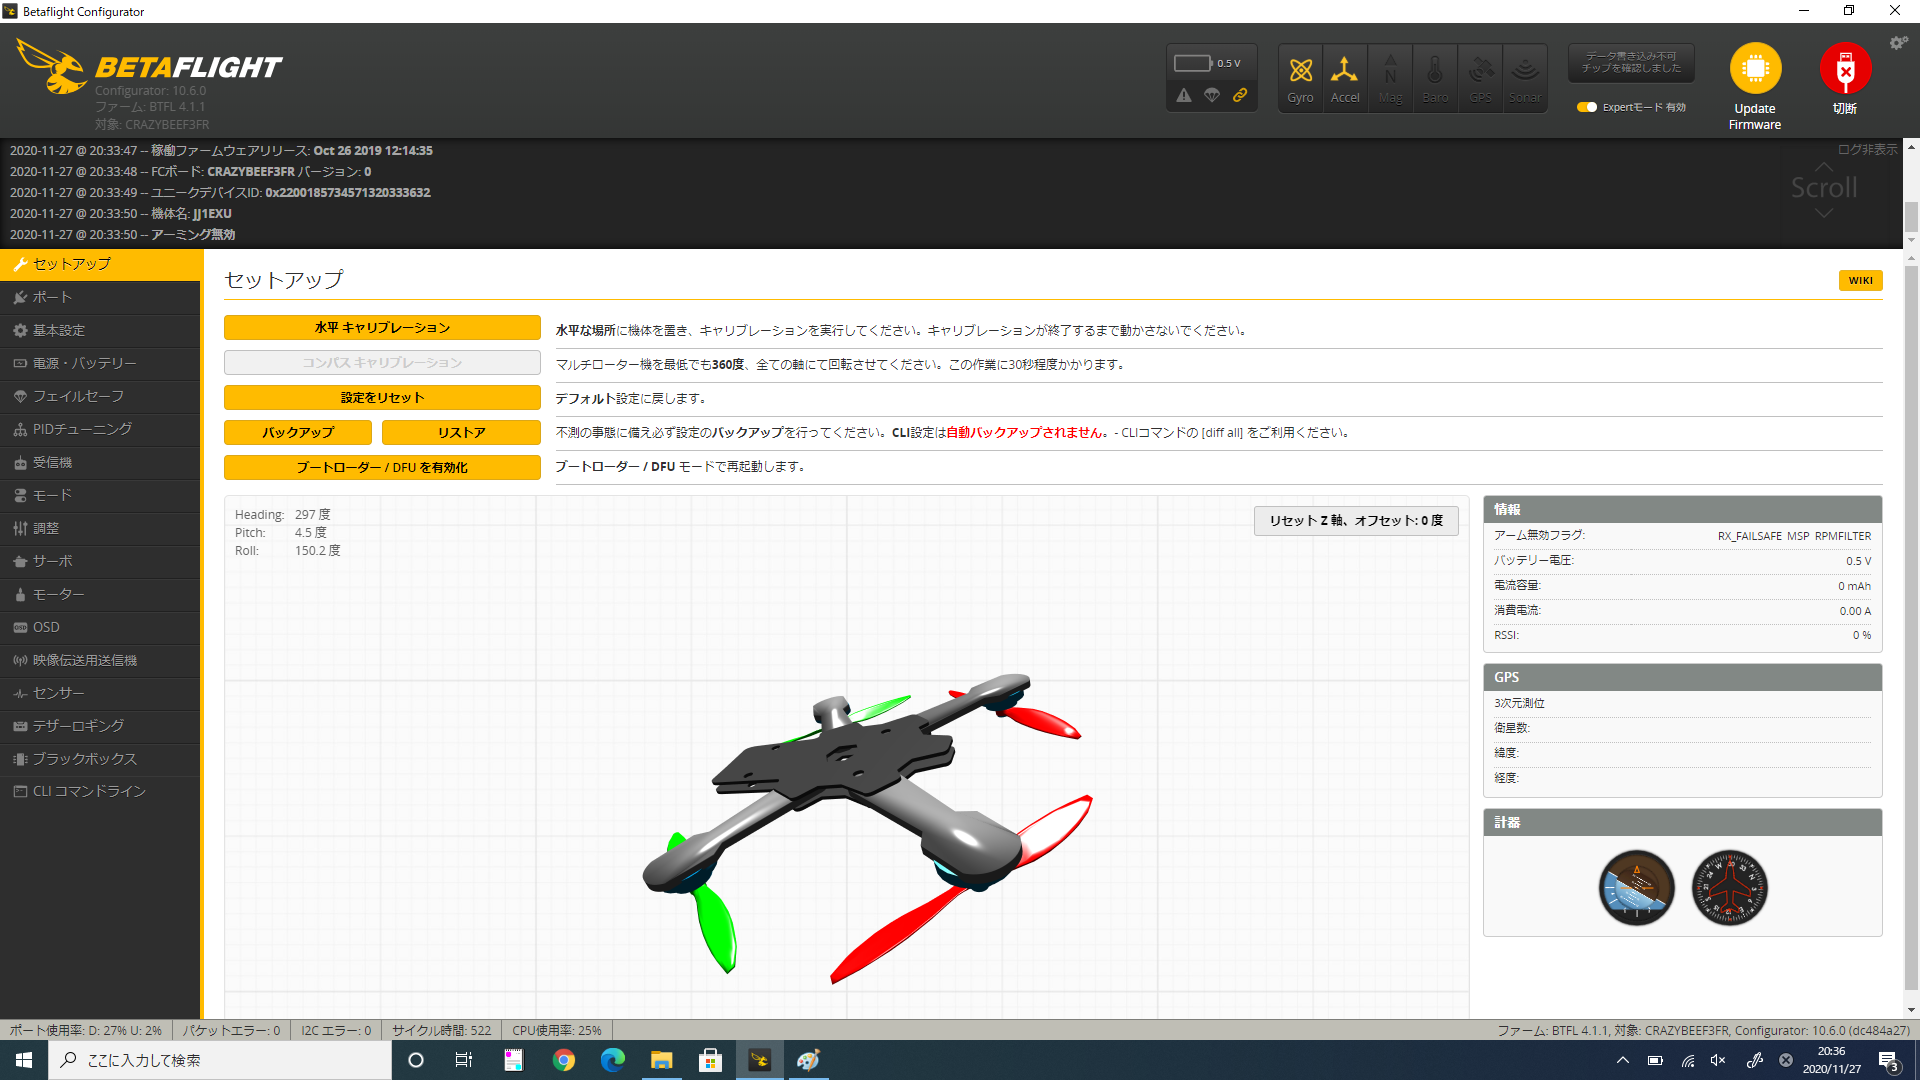 Betaflight Configurator
BETAFLIGHT
Configurator: 10.6.0
ファーム: BTFL 4.1.1
対象: CRAZYBEEF3FR
0.5 V
Gyro
Accel
Mag
Baro
GPS
Sonar
データ書き込み不可
チップを確認しました
Expertモード 有効
Update
Firmware
切断
2020-11-27 @ 20:33:47 -- 稼働ファームウェアリリース: Oct 26 2019 12:14:35
2020-11-27 @ 20:33:48 -- FCボード: CRAZYBEEF3FR バージョン: 0
2020-11-27 @ 20:33:49 -- ユニークデバイスID: 0x2200185734571320333632
2020-11-27 @ 20:33:50 -- 機体名: JJ1EXU
2020-11-27 @ 20:33:50 -- アーミング無効
ログ非表示
Scroll
セットアップ
ポート
基本設定
電源・バッテリー
フェイルセーフ
PIDチューニング
受信機
モード
調整
サーボ
モーター
OSD
映像伝送用送信機
センサー
テザーロギング
ブラックボックス
CLI コマンドライン
セットアップ
WIKI
水平 キャリブレーション
水平な場所に機体を置き、キャリブレーションを実行してください。キャリブレーションが終了するまで動かさないでください。
コンパス キャリブレーション
マルチローター機を最低でも360度、全ての軸にて回転させてください。この作業に30秒程度かかります。
設定をリセット
デフォルト設定に戻します。
バックアップ
リストア
不測の事態に備え必ず設定のバックアップを行ってください。CLI設定は自動バックアップされません。- CLIコマンドの [diff all] をご利用ください。
ブートローダー / DFU を有効化
ブートローダー / DFU モードで再起動します。
Heading: 297 度
Pitch: 4.5 度
Roll: 150.2 度
リセット Z 軸、オフセット: 0 度
情報
アーム無効フラグ: RX_FAILSAFE MSP RPMFILTER
バッテリー電圧: 0.5 V
電流容量: 0 mAh
消費電流: 0.00 A
RSSI: 0 %
GPS
3次元測位
衛星数:
緯度:
経度:
計器
ポート使用率: D: 27% U: 2%
パケットエラー: 0
I2C エラー: 0
サイクル時間: 522
CPU使用率: 25%
ファーム: BTFL 4.1.1, 対象: CRAZYBEEF3FR, Configurator: 10.6.0 (dc484a27)
ここに入力して検索
20:36
2020/11/27
3